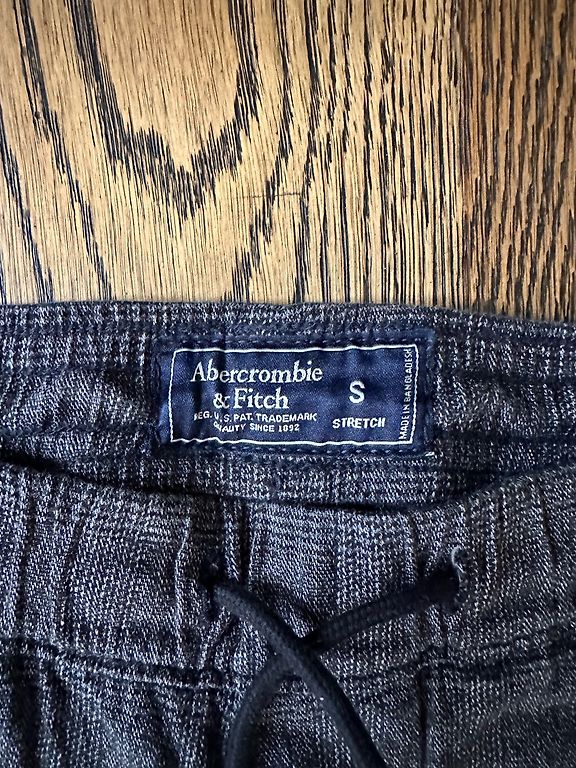 Abercrombie
& Fitch
REG. U.S. PAT. TRADEMARK
QUALITY SINCE 1892
S
STRETCH
MADE IN BANGLADESH